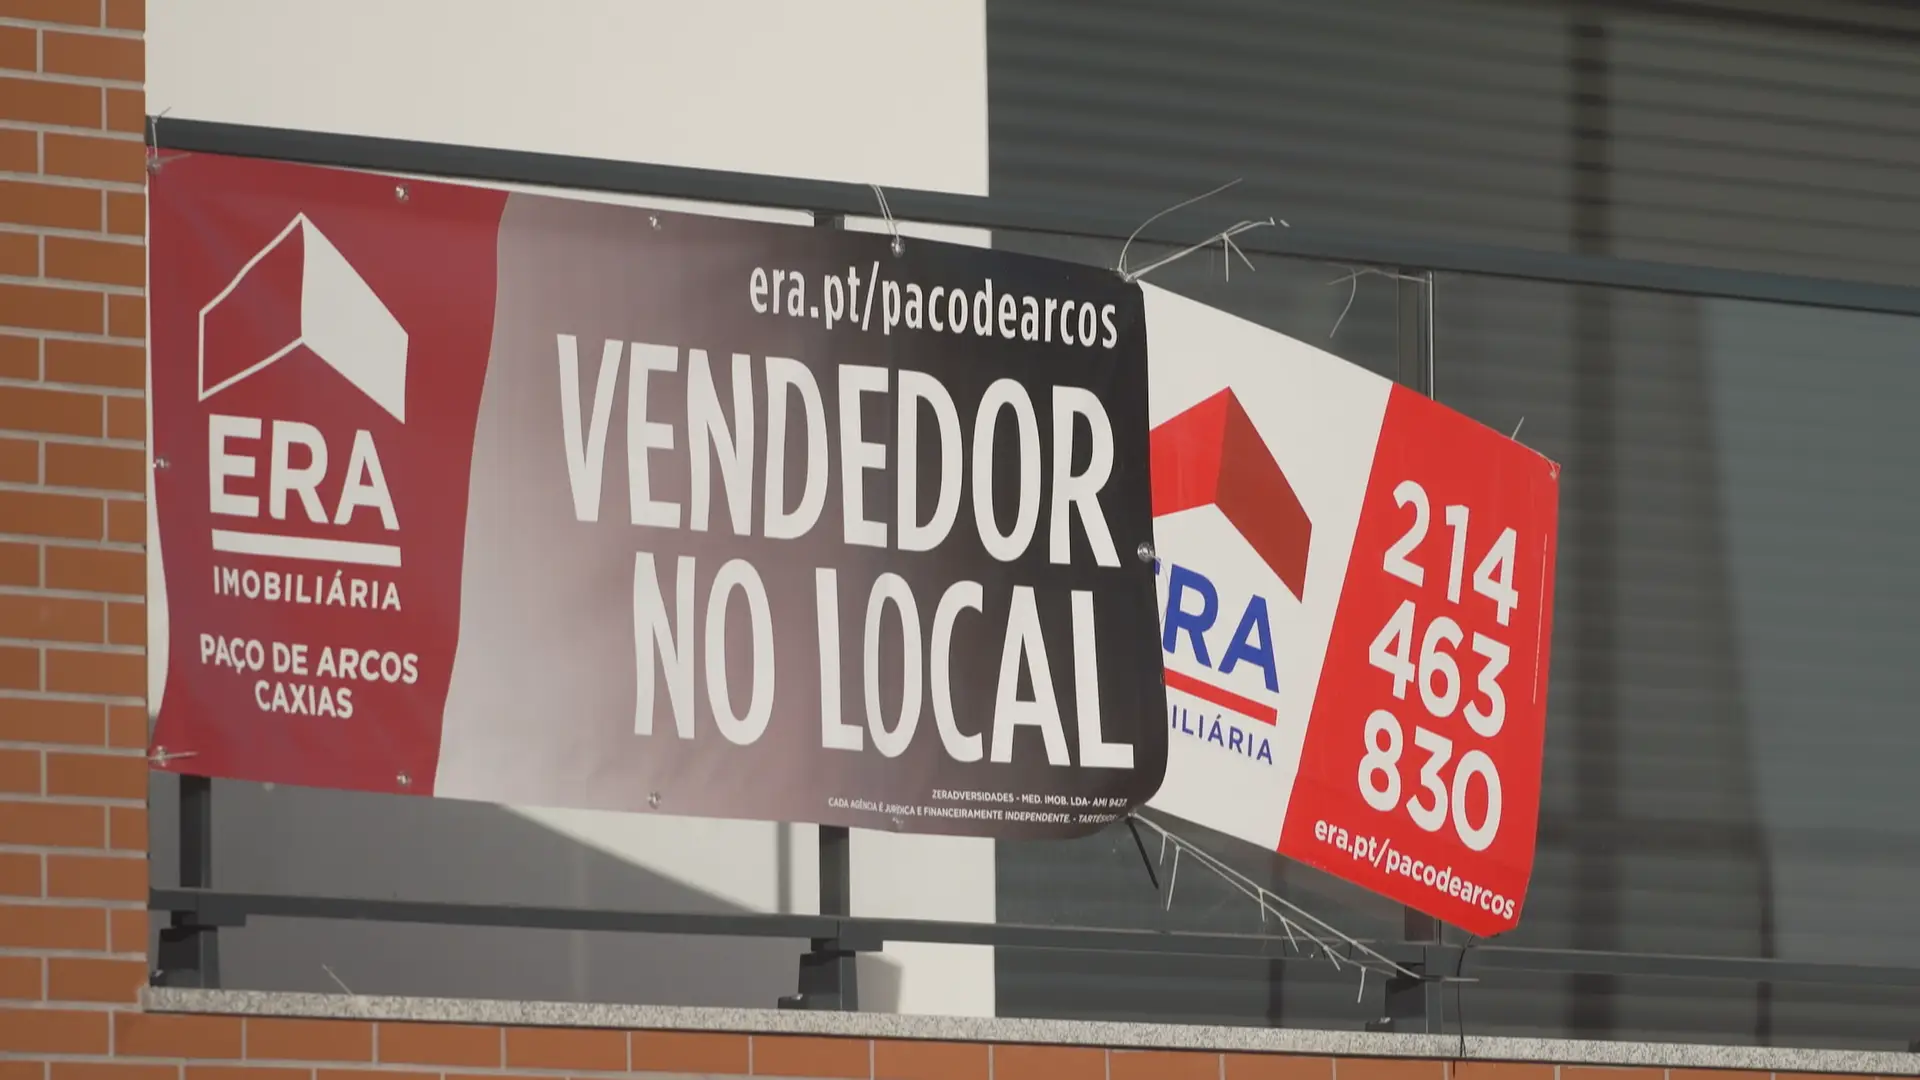 era.pt/pacodearcos
VENDEDOR
NO LOCAL
ERA
IMOBILIÁRIA
PAÇO DE ARCOS
CAXIAS
ZERADVERSIDADES - MED. IMOB. LDA- AMI 9427
CADA AGÊNCIA É JURÍDICA E FINANCEIRAMENTE INDEPENDENTE. -
RA
ILIÁRIA
214
463
830
era.pt/pacodearcos